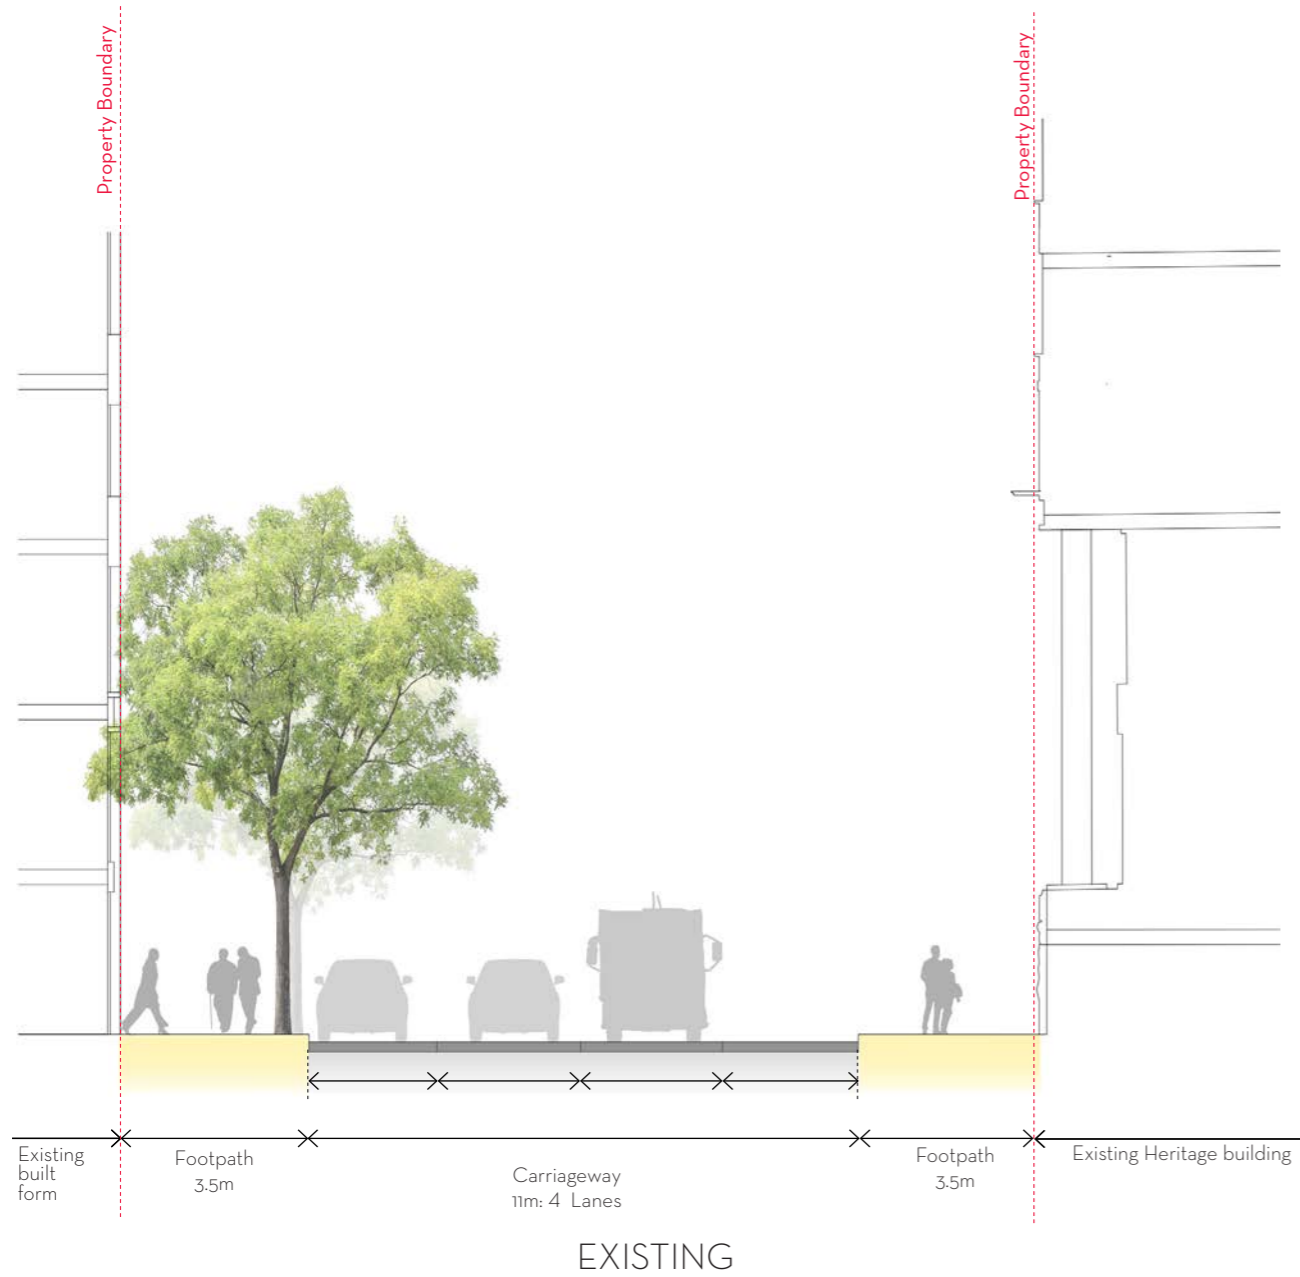 Property Boundary
Property Boundary
Existing
built
form
Footpath
3.5m
Carriageway
11m: 4 Lanes
Footpath
3.5m
Existing Heritage building
EXISTING